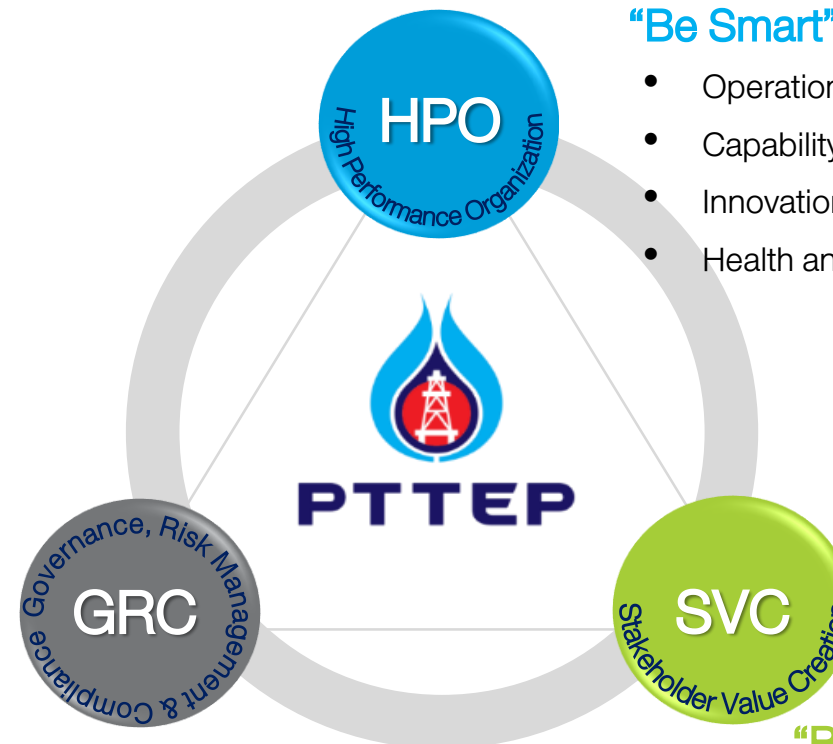 “Be Smart”
• Operation
• Capability
• Innovation
• Health an
HPO
High Performance Organization
PTTEP
Governance, Risk Management & Compliance
GRC
SVC
Stakeholder Value Creation